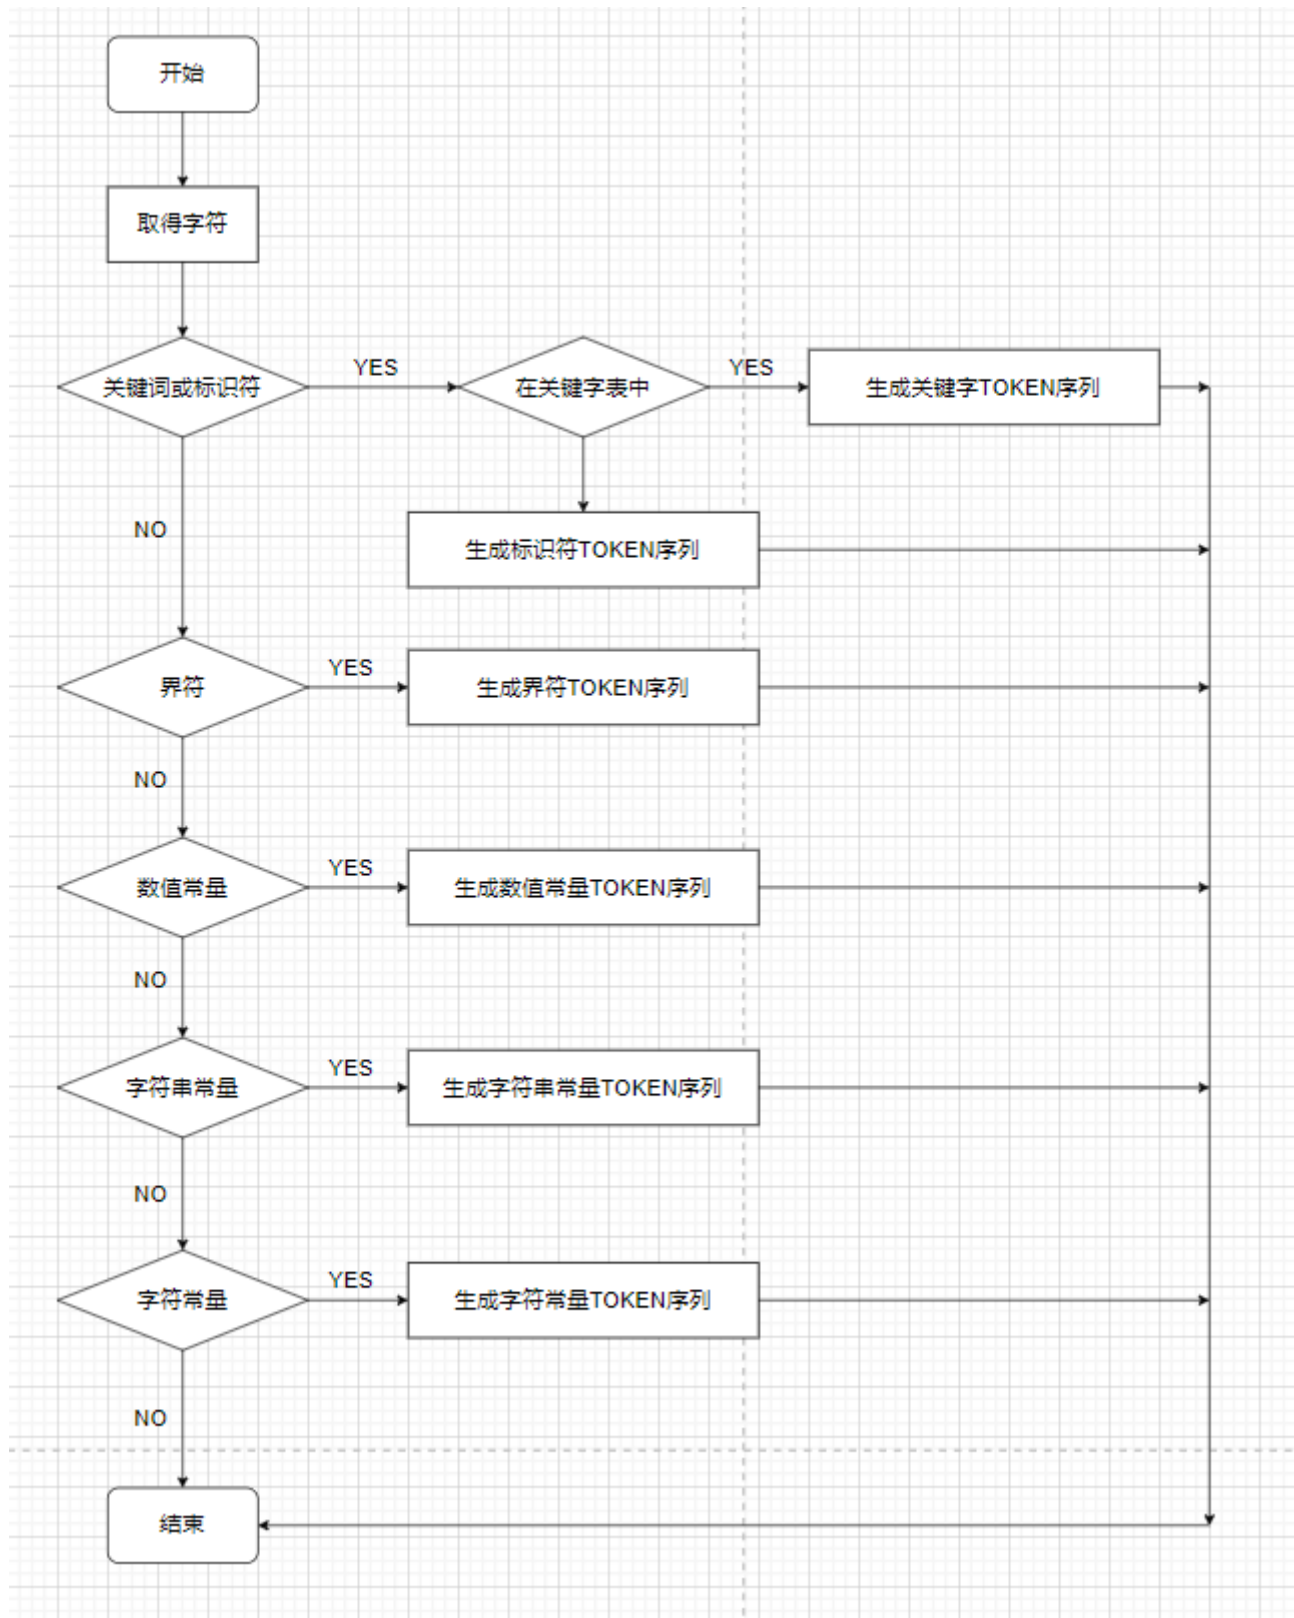 开始
取得字符
关键词或标识符
YES
在关键字表中
YES
生成关键字TOKEN序列
NO
生成标识符TOKEN序列
界符
YES
生成界符TOKEN序列
NO
数值常量
YES
生成数值常量TOKEN序列
NO
字符串常量
YES
生成字符串常量TOKEN序列
NO
字符常量
YES
生成字符常量TOKEN序列
NO
结束